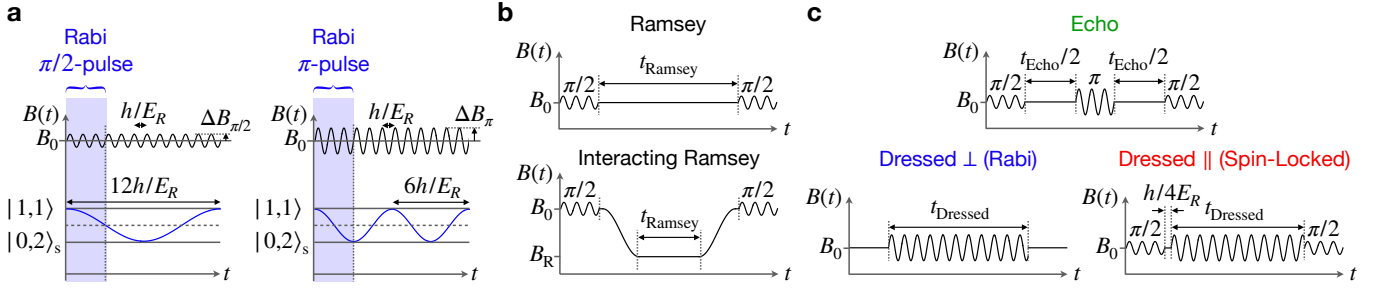 a
Rabi
π/2-pulse
Rabi
π-pulse
B(t)
h/E_R
ΔB_{π/2}
B_0
B(t)
h/E_R
ΔB_π
B_0
12h/E_R
|1,1⟩
|0,2⟩_s
t
6h/E_R
|1,1⟩
|0,2⟩_s
t
b
Ramsey
B(t)
π/2
t_Ramsey
π/2
B_0
t
Interacting Ramsey
B(t)
π/2
π/2
B_0
t_Ramsey
B_R
t
c
Echo
B(t)
t_Echo/2
t_Echo/2
π/2
π
π/2
B_0
t
Dressed ⊥ (Rabi)
B(t)
t_Dressed
B_0
t
Dressed ∥ (Spin-Locked)
B(t)
h/4E_R
t_Dressed
π/2
π/2
B_0
t